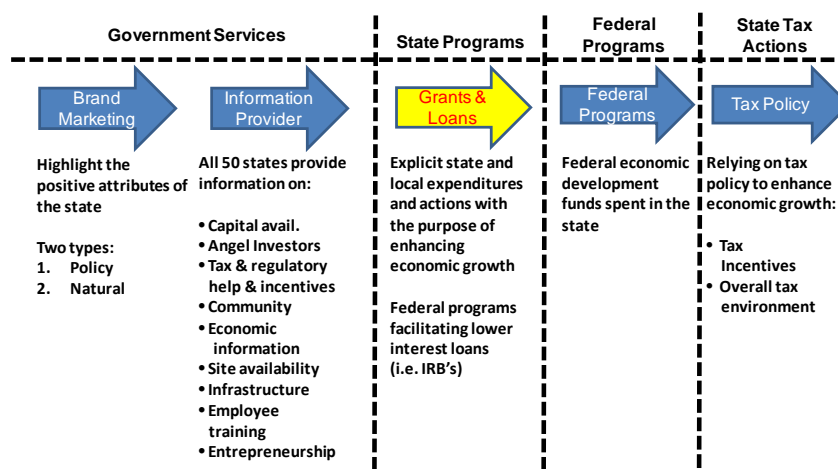 Government Services
State Programs
Federal
Programs
State Tax
Actions
Brand
Marketing
Information
Provider
Grants &
Loans
Federal
Programs
Tax Policy
Highlight the
positive attributes of
the state
Two types:
1. Policy
2. Natural
All 50 states provide
information on:
• Capital avail.
• Angel Investors
• Tax & regulatory
help & incentives
• Community
• Economic
information
• Site availability
• Infrastructure
• Employee
training
• Entrepreneurship
Explicit state and
local expenditures
and actions with
the purpose of
enhancing
economic growth
Federal programs
facilitating lower
interest loans
(i.e. IRB's)
Federal economic
development
funds spent in the
state
Relying on tax
policy to enhance
economic growth:
• Tax
Incentives
• Overall tax
environment